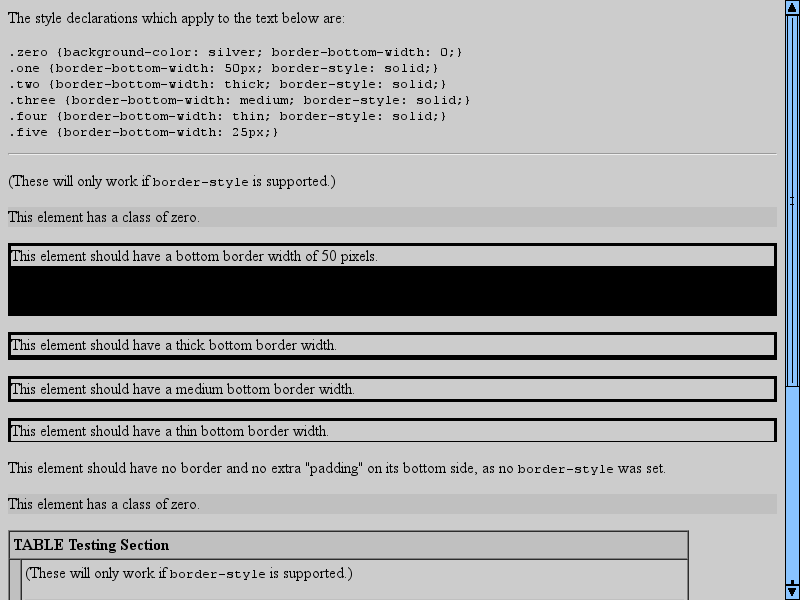 The style declarations which apply to the text below are:
.zero {background-color: silver; border-bottom-width: 0;}
.one {border-bottom-width: 50px; border-style: solid;}
.two {border-bottom-width: thick; border-style: solid;}
.three {border-bottom-width: medium; border-style: solid;}
.four {border-bottom-width: thin; border-style: solid;}
.five {border-bottom-width: 25px;}
(These will only work if border-style is supported.)
This element has a class of zero.
This element should have a bottom border width of 50 pixels.
This element should have a thick bottom border width.
This element should have a medium bottom border width.
This element should have a thin bottom border width.
This element should have no border and no extra "padding" on its bottom side, as no border-style was set.
This element has a class of zero.
TABLE Testing Section
(These will only work if border-style is supported.)